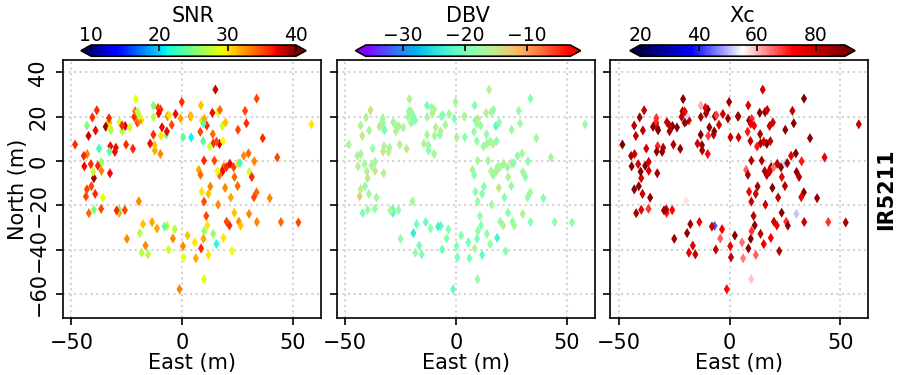 SNR DBV Xc
10 20 30 40 −30 −20 −10 20 40 60 80
40
20
0
−20
−40
−60
North (m)
IR5211
−50 0 50 −50 0 50 −50 0 50
East (m) East (m) East (m)